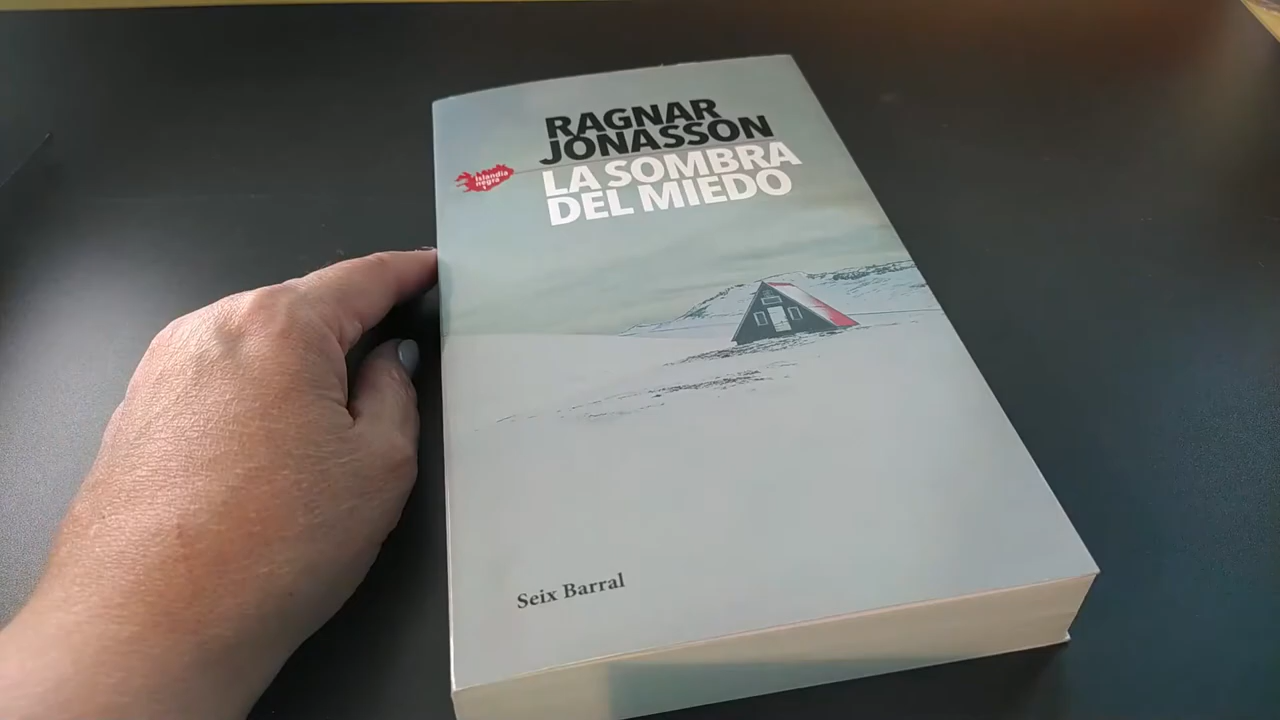 RAGNAR
JONASSON
islandia
negra
LA SOMBRA
DEL MIEDO
Seix Barral